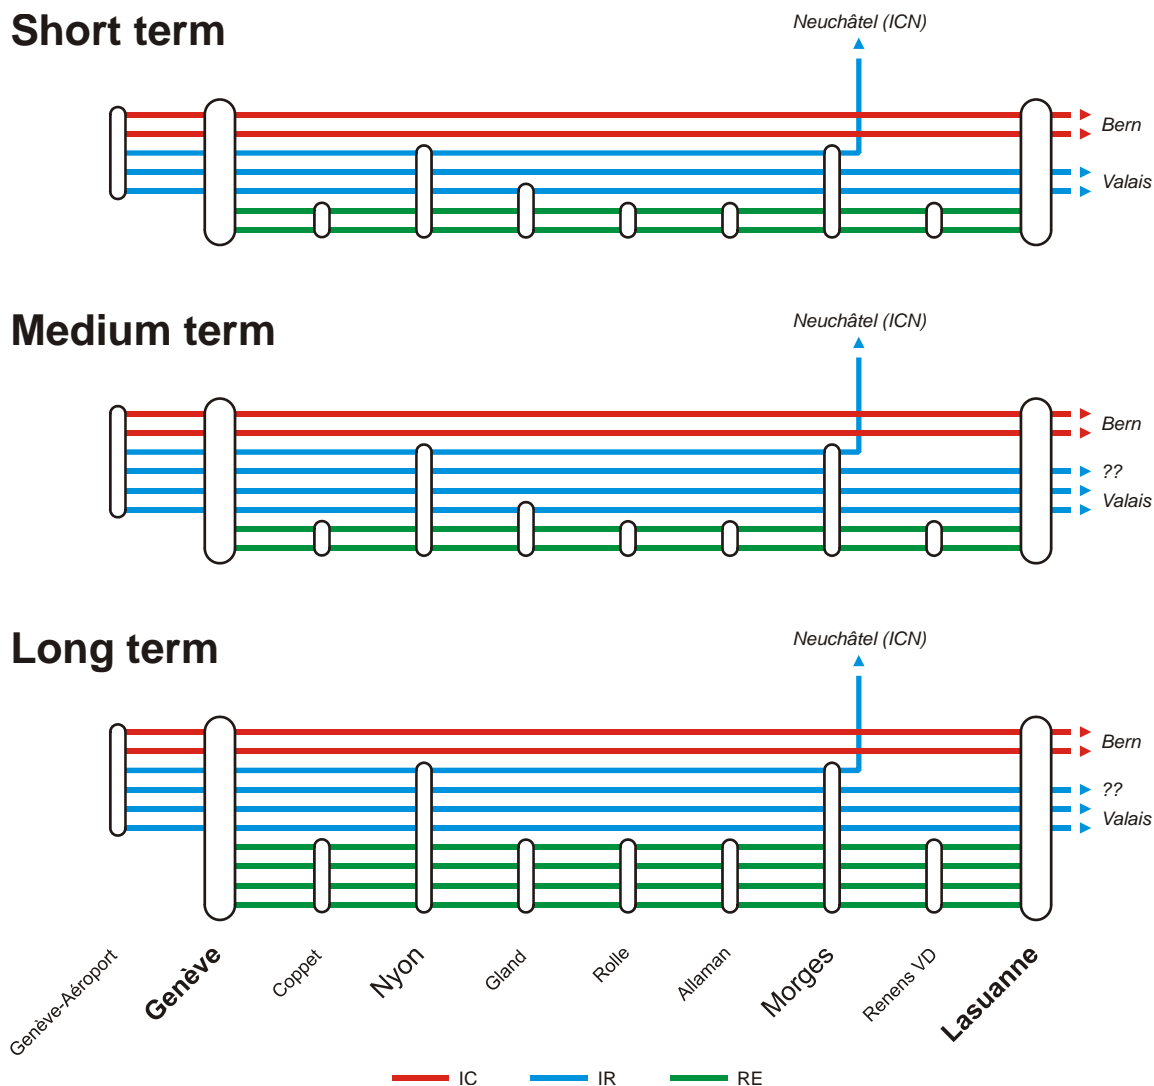 Short term
Neuchâtel (ICN)
Bern
Valais
Medium term
Neuchâtel (ICN)
Bern
??
Valais
Long term
Neuchâtel (ICN)
Bern
??
Valais
Genève-Aéroport
Genève
Coppet
Nyon
Gland
Rolle
Allaman
Morges
Renens VD
Lasuanne
IC
IR
RE